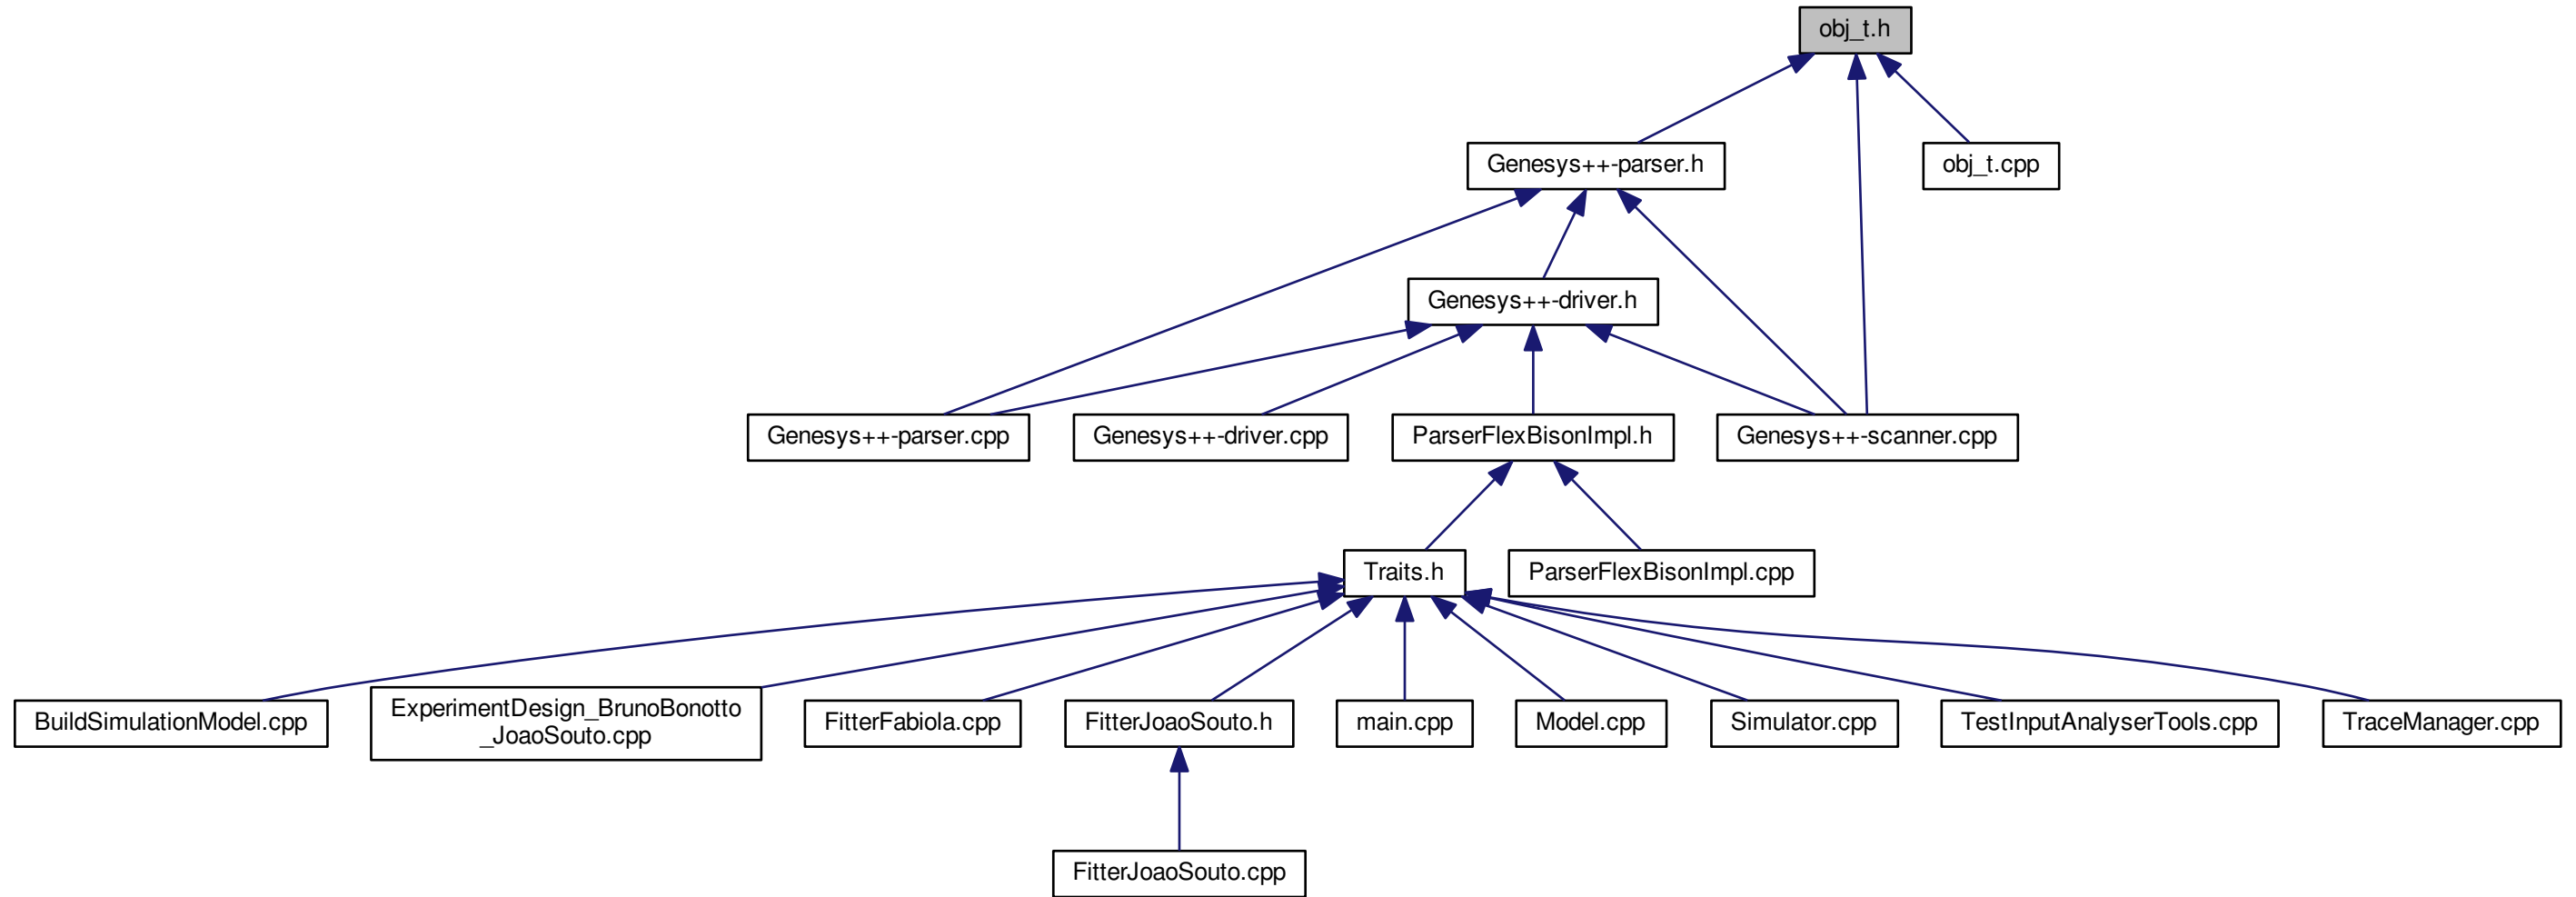 obj_t.h
Genesys++-parser.h
obj_t.cpp
Genesys++-driver.h
Genesys++-parser.cpp
Genesys++-driver.cpp
ParserFlexBisonImpl.h
Genesys++-scanner.cpp
Traits.h
ParserFlexBisonImpl.cpp
BuildSimulationModel.cpp
ExperimentDesign_BrunoBonotto
_JoaoSouto.cpp
FitterFabiola.cpp
FitterJoaoSouto.h
main.cpp
Model.cpp
Simulator.cpp
TestInputAnalyserTools.cpp
TraceManager.cpp
FitterJoaoSouto.cpp